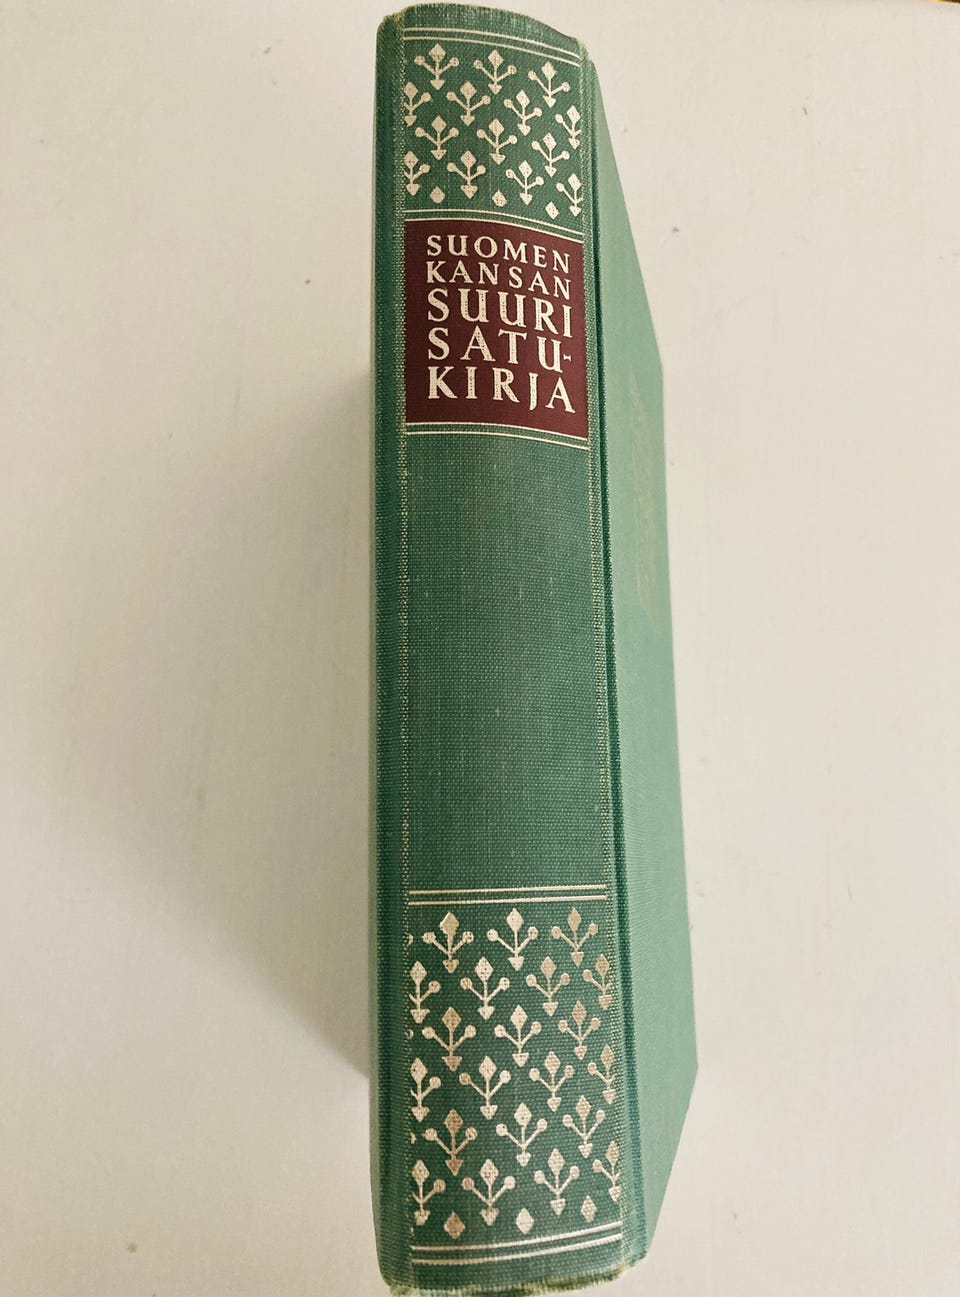 SUOMEN
KANSAN
SUURI
SATU-
KIRJA